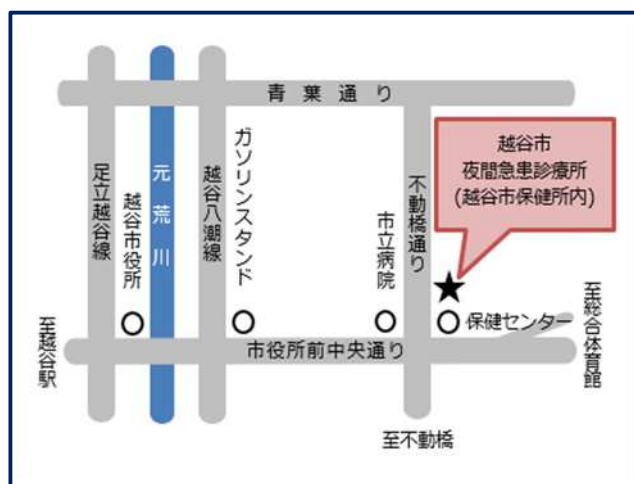 青葉通り
越谷市
夜間急患診療所
(越谷市保健所内)
足立越谷線
越谷市役所
元荒川
越谷八潮線
ガソリンスタンド
市立病院
不動橋通り
保健センター
至総合体育館
至越谷駅
市役所前中央通り
至不動橋